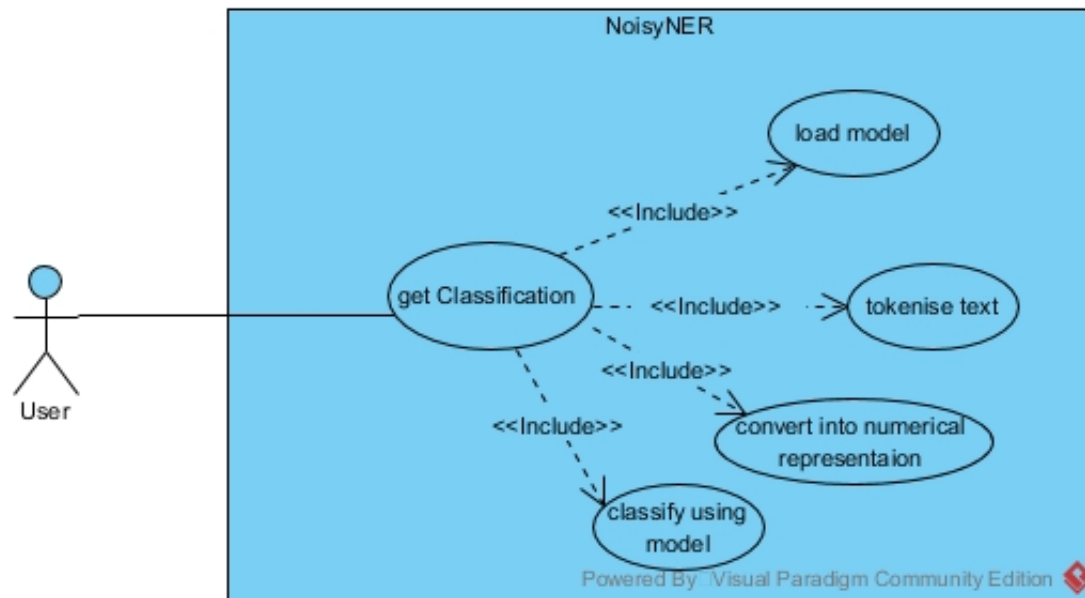 NoisyNER
load model
<<Include>>
get Classification
<<Include>>
tokenise text
<<Include>>
User
<<Include>>
convert into numerical
representaion
classify using
model
Powered By Visual Paradigm Community Edition